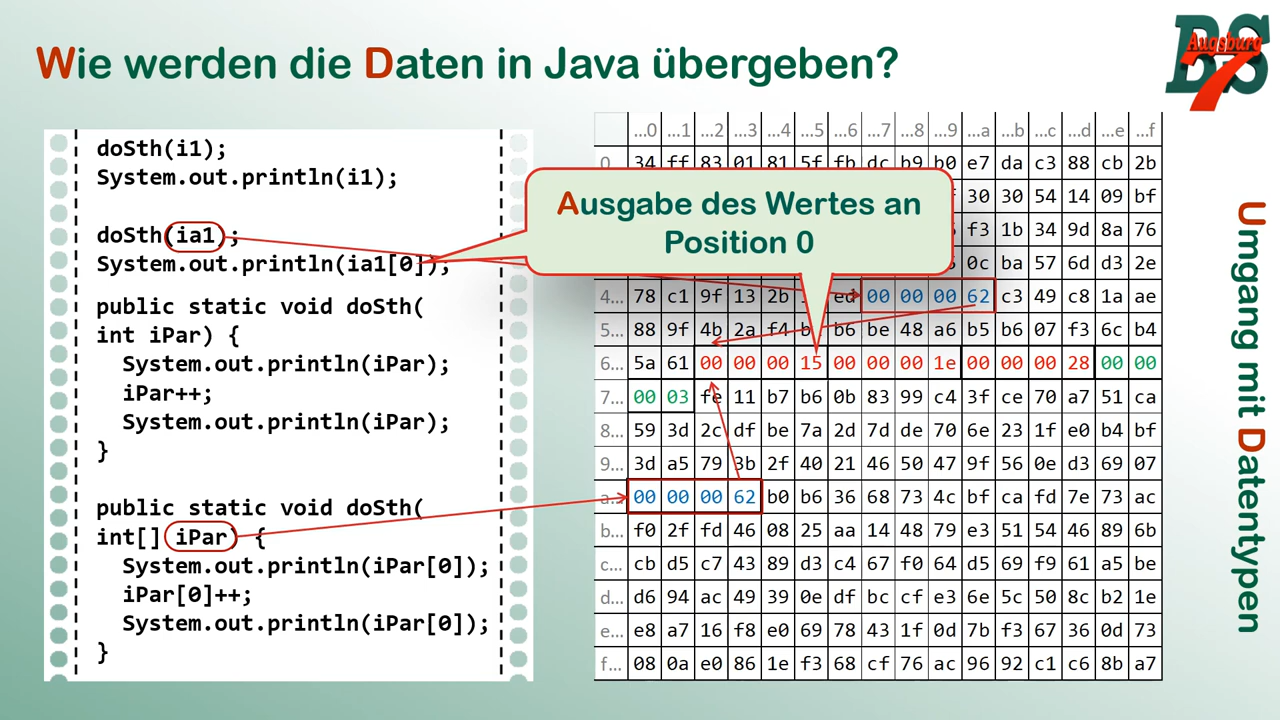 Wie werden die Daten in Java übergeben?
Augsburg
BS
7
doSth(i1);
System.out.println(i1);
doSth(ia1);
System.out.println(ia1[0]);
public static void doSth(
int iPar) {
System.out.println(iPar);
iPar++;
System.out.println(iPar);
}
public static void doSth(
int[] iPar) {
System.out.println(iPar[0]);
iPar[0]++;
System.out.println(iPar[0]);
}
Ausgabe des Wertes an
Position 0
...0 ...1 ...2 ...3 ...4 ...5 ...6 ...7 ...8 ...9 ...a ...b ...c ...d ...e ...f
34 ff 83 01 81 5f fb dc b9 b0 e7 da c3 88 cb 2b
30 30 54 14 09 bf
f3 1b 34 9d 8a 76
0c ba 57 6d d3 2e
4... 78 c1 9f 13 2b ed 00 00 00 62 c3 49 c8 1a ae
5... 88 9f 4b 2a f4 b6 be 48 a6 b5 b6 07 f3 6c b4
6... 5a 61 00 00 00 15 00 00 00 1e 00 00 00 28 00 00
7... 00 03 fe 11 b7 b6 0b 83 99 c4 3f ce 70 a7 51 ca
8... 59 3d 2c df be 7a 2d 7d de 70 6e 23 1f e0 b4 bf
9... 3d a5 79 3b 2f 40 21 46 50 47 9f 56 0e d3 69 07
a... 00 00 00 62 b0 b6 36 68 73 4c bf ca fd 7e 73 ac
b... f0 2f fd 46 08 25 aa 14 48 79 e3 51 54 46 89 6b
c... cb d5 c7 43 89 d3 c4 67 f0 64 d5 69 f9 61 a5 be
d... d6 94 ac 49 39 0e df bc cf e3 6e 5c 50 8c b2 1e
e... e8 a7 16 f8 e0 69 78 43 1f 0d 7b f3 67 36 0d 73
f... 08 0a e0 86 1e f3 68 cf 76 ac 96 92 c1 c6 8b a7
Umgang mit Datentypen